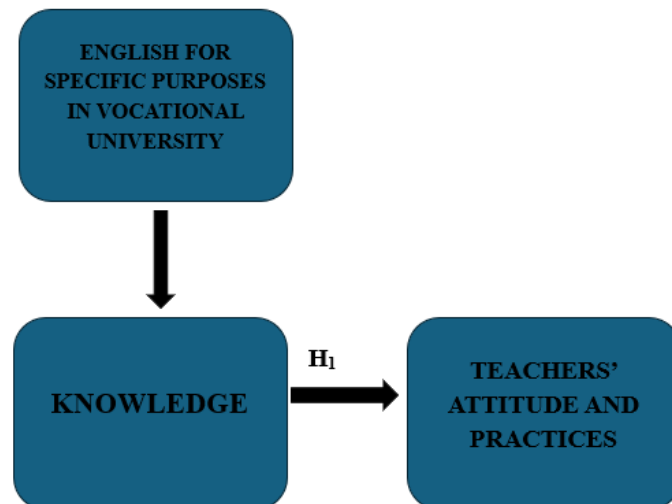 ENGLISH FOR
SPECIFIC PURPOSES
IN VOCATIONAL
UNIVERSITY
H1
KNOWLEDGE
TEACHERS’
ATTITUDE AND
PRACTICES